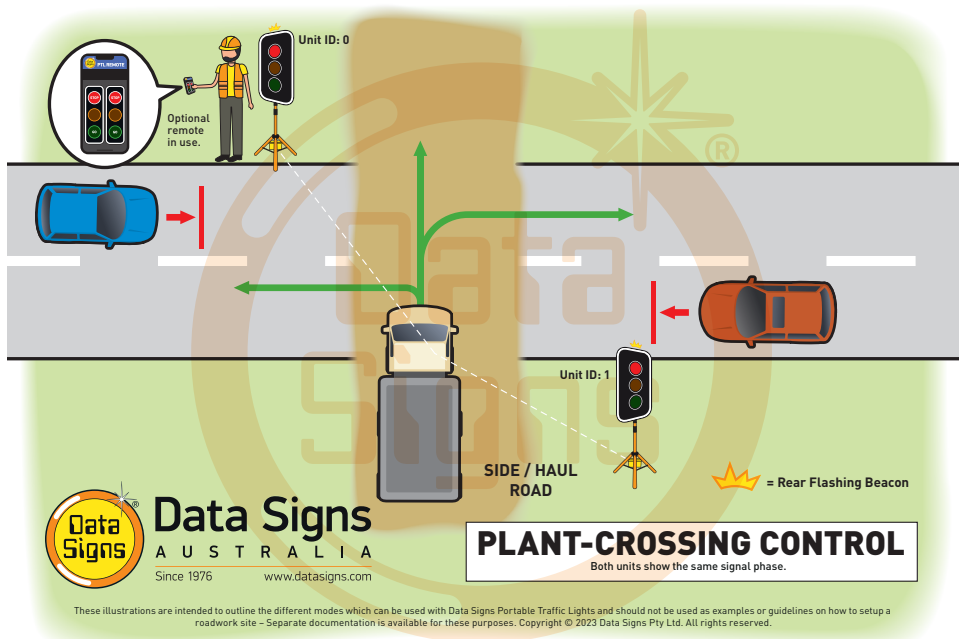 Unit ID: 0
PTL REMOTE
STOP
STOP
GO
GO
Optional
remote
in use.
®
Data
Signs
Unit ID: 1
SIDE / HAUL
ROAD
= Rear Flashing Beacon
Data
Signs
®
Data Signs
AUSTRALIA
Since 1976
www.datasigns.com
PLANT-CROSSING CONTROL
Both units show the same signal phase.
These illustrations are intended to outline the different modes which can be used with Data Signs Portable Traffic Lights and should not be used as examples or guidelines on how to setup a
roadwork site – Separate documentation is available for these purposes. Copyright © 2023 Data Signs Pty Ltd. All rights reserved.